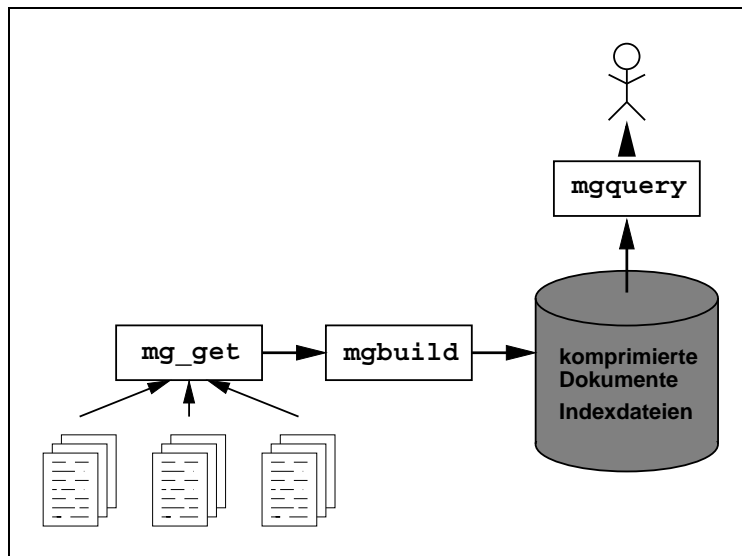 mgquery
mg_get
mgbuild
komprimierte
Dokumente
Indexdateien